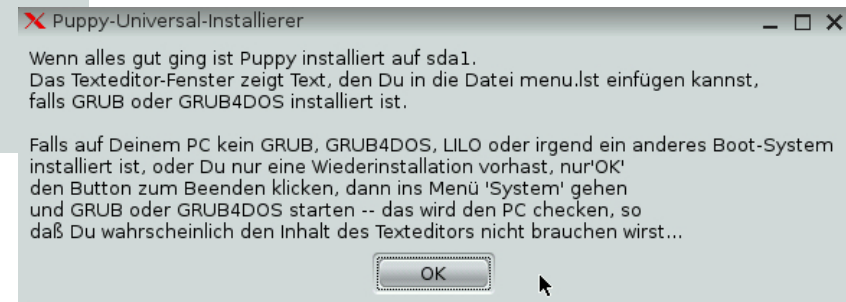 Puppy-Universal-Installierer
Wenn alles gut ging ist Puppy installiert auf sda1.
Das Texteditor-Fenster zeigt Text, den Du in die Datei menu.lst einfügen kannst,
falls GRUB oder GRUB4DOS installiert ist.
Falls auf Deinem PC kein GRUB, GRUB4DOS, LILO oder irgend ein anderes Boot-System
installiert ist, oder Du nur eine Wiederinstallation vorhast, nur'OK'
den Button zum Beenden klicken, dann ins Menü 'System' gehen
und GRUB oder GRUB4DOS starten -- das wird den PC checken, so
daß Du wahrscheinlich den Inhalt des Texteditors nicht brauchen wirst...
OK